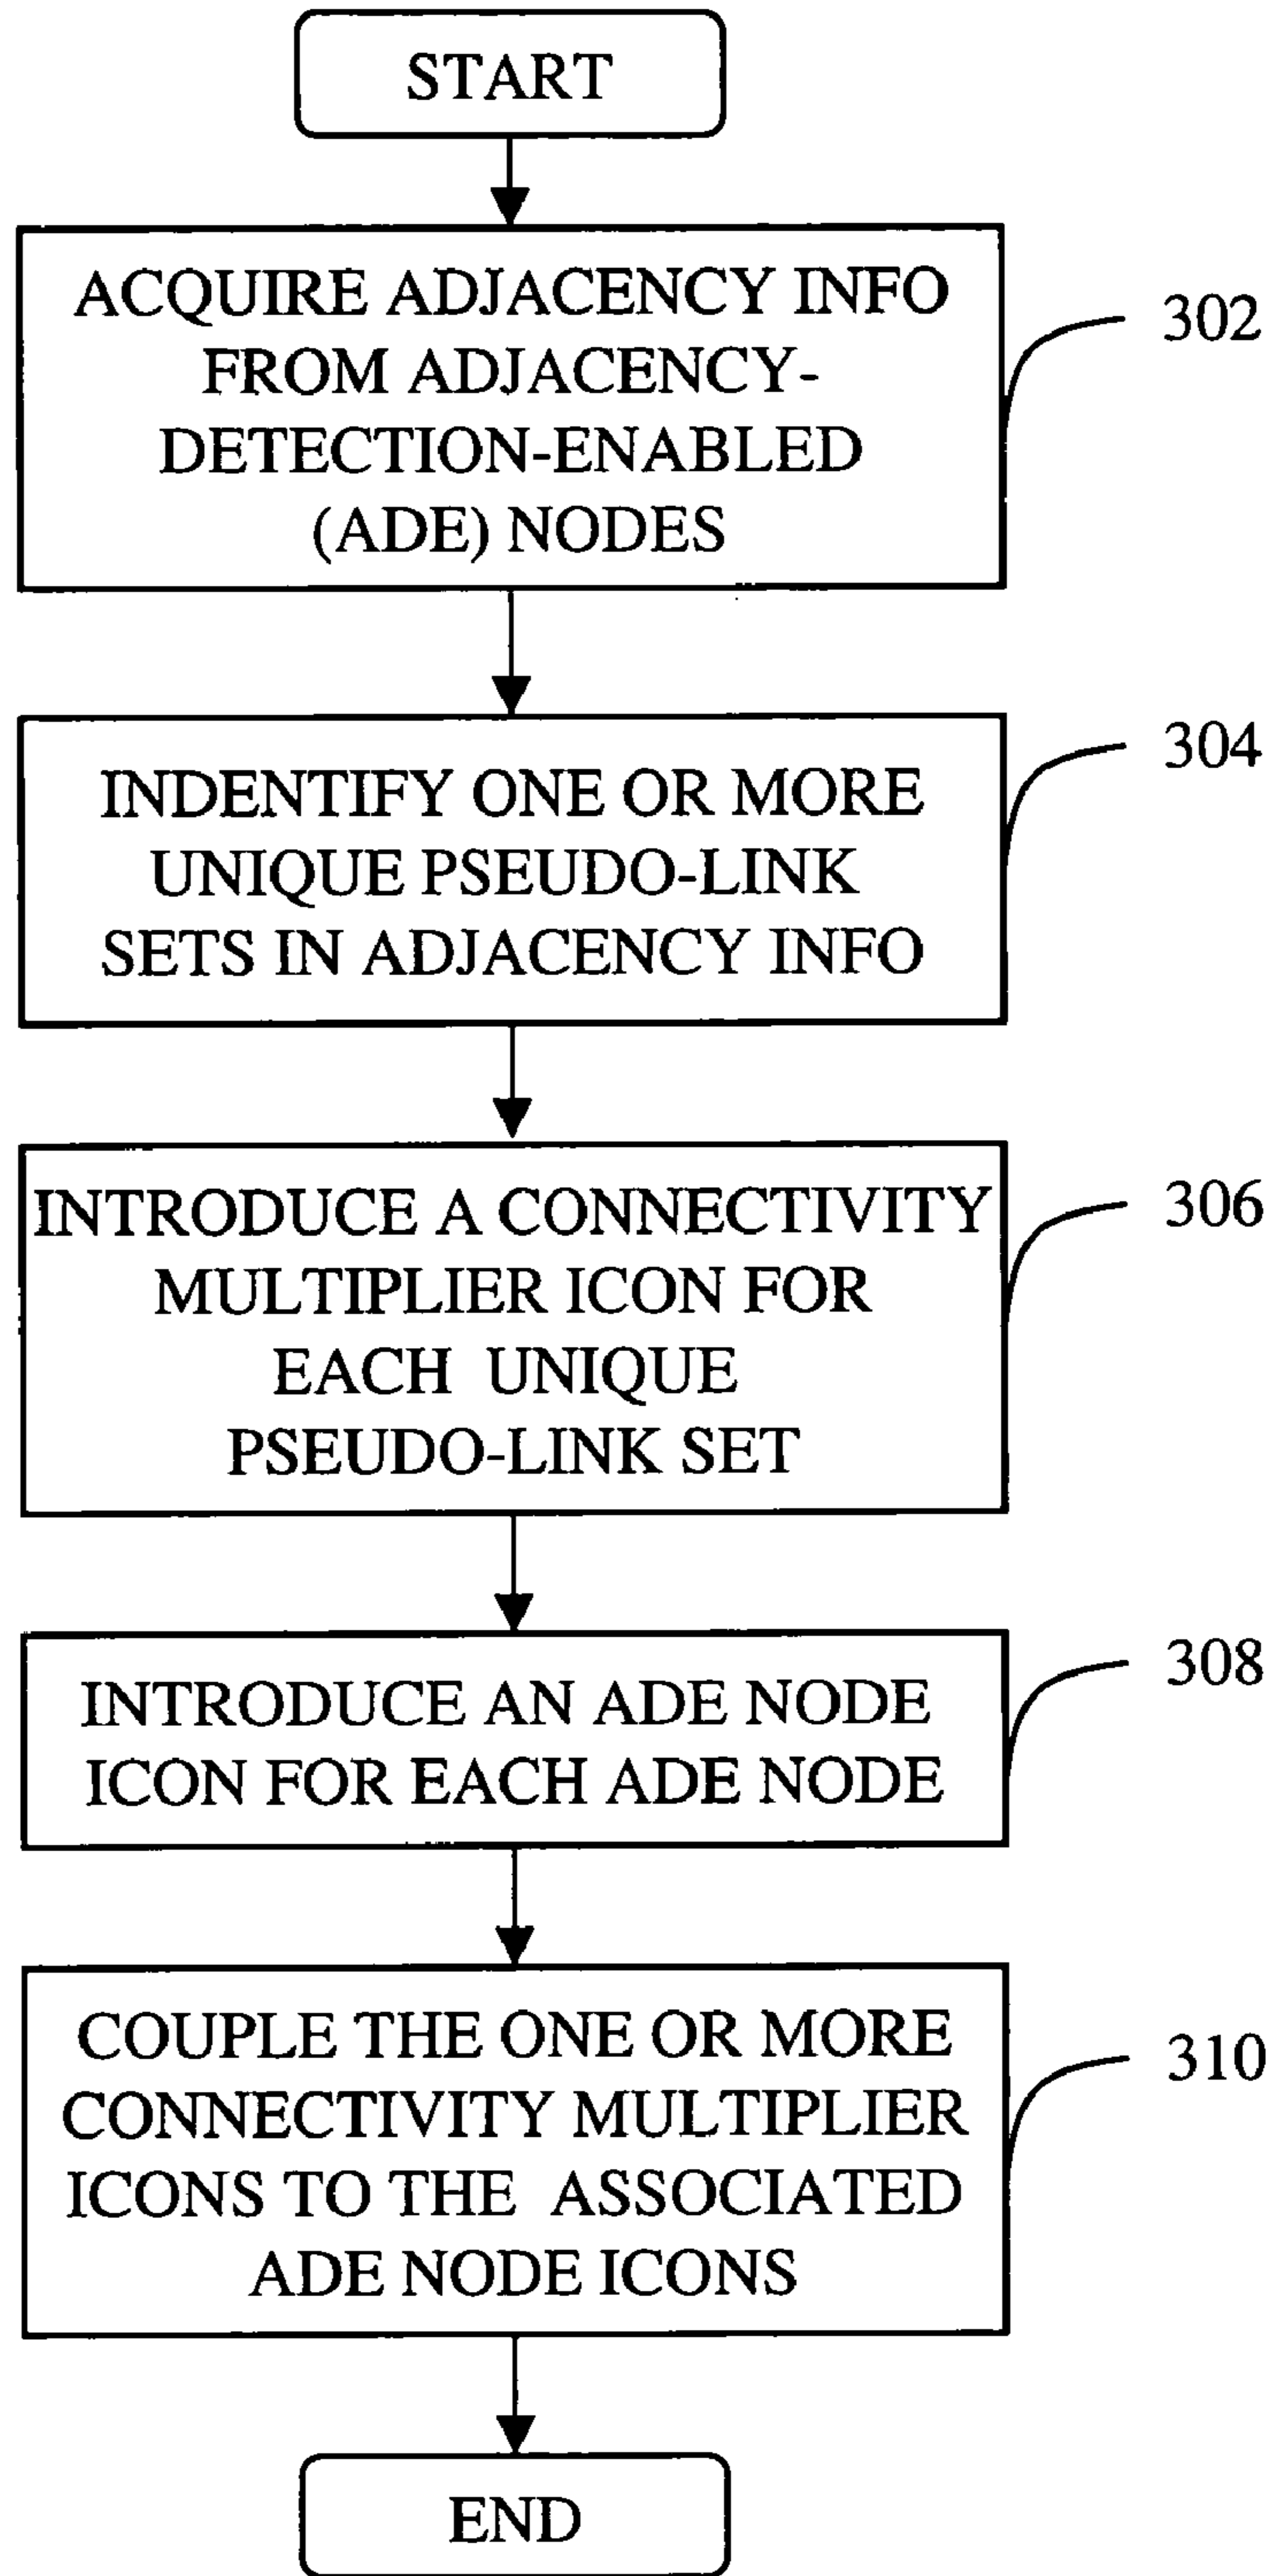 START
ACQUIRE ADJACENCY INFO
FROM ADJACENCY-
DETECTION-ENABLED
(ADE) NODES
302
INDENTIFY ONE OR MORE
UNIQUE PSEUDO-LINK
SETS IN ADJACENCY INFO
304
INTRODUCE A CONNECTIVITY
MULTIPLIER ICON FOR
EACH UNIQUE
PSEUDO-LINK SET
306
INTRODUCE AN ADE NODE
ICON FOR EACH ADE NODE
308
COUPLE THE ONE OR MORE
CONNECTIVITY MULTIPLIER
ICONS TO THE ASSOCIATED
ADE NODE ICONS
310
END